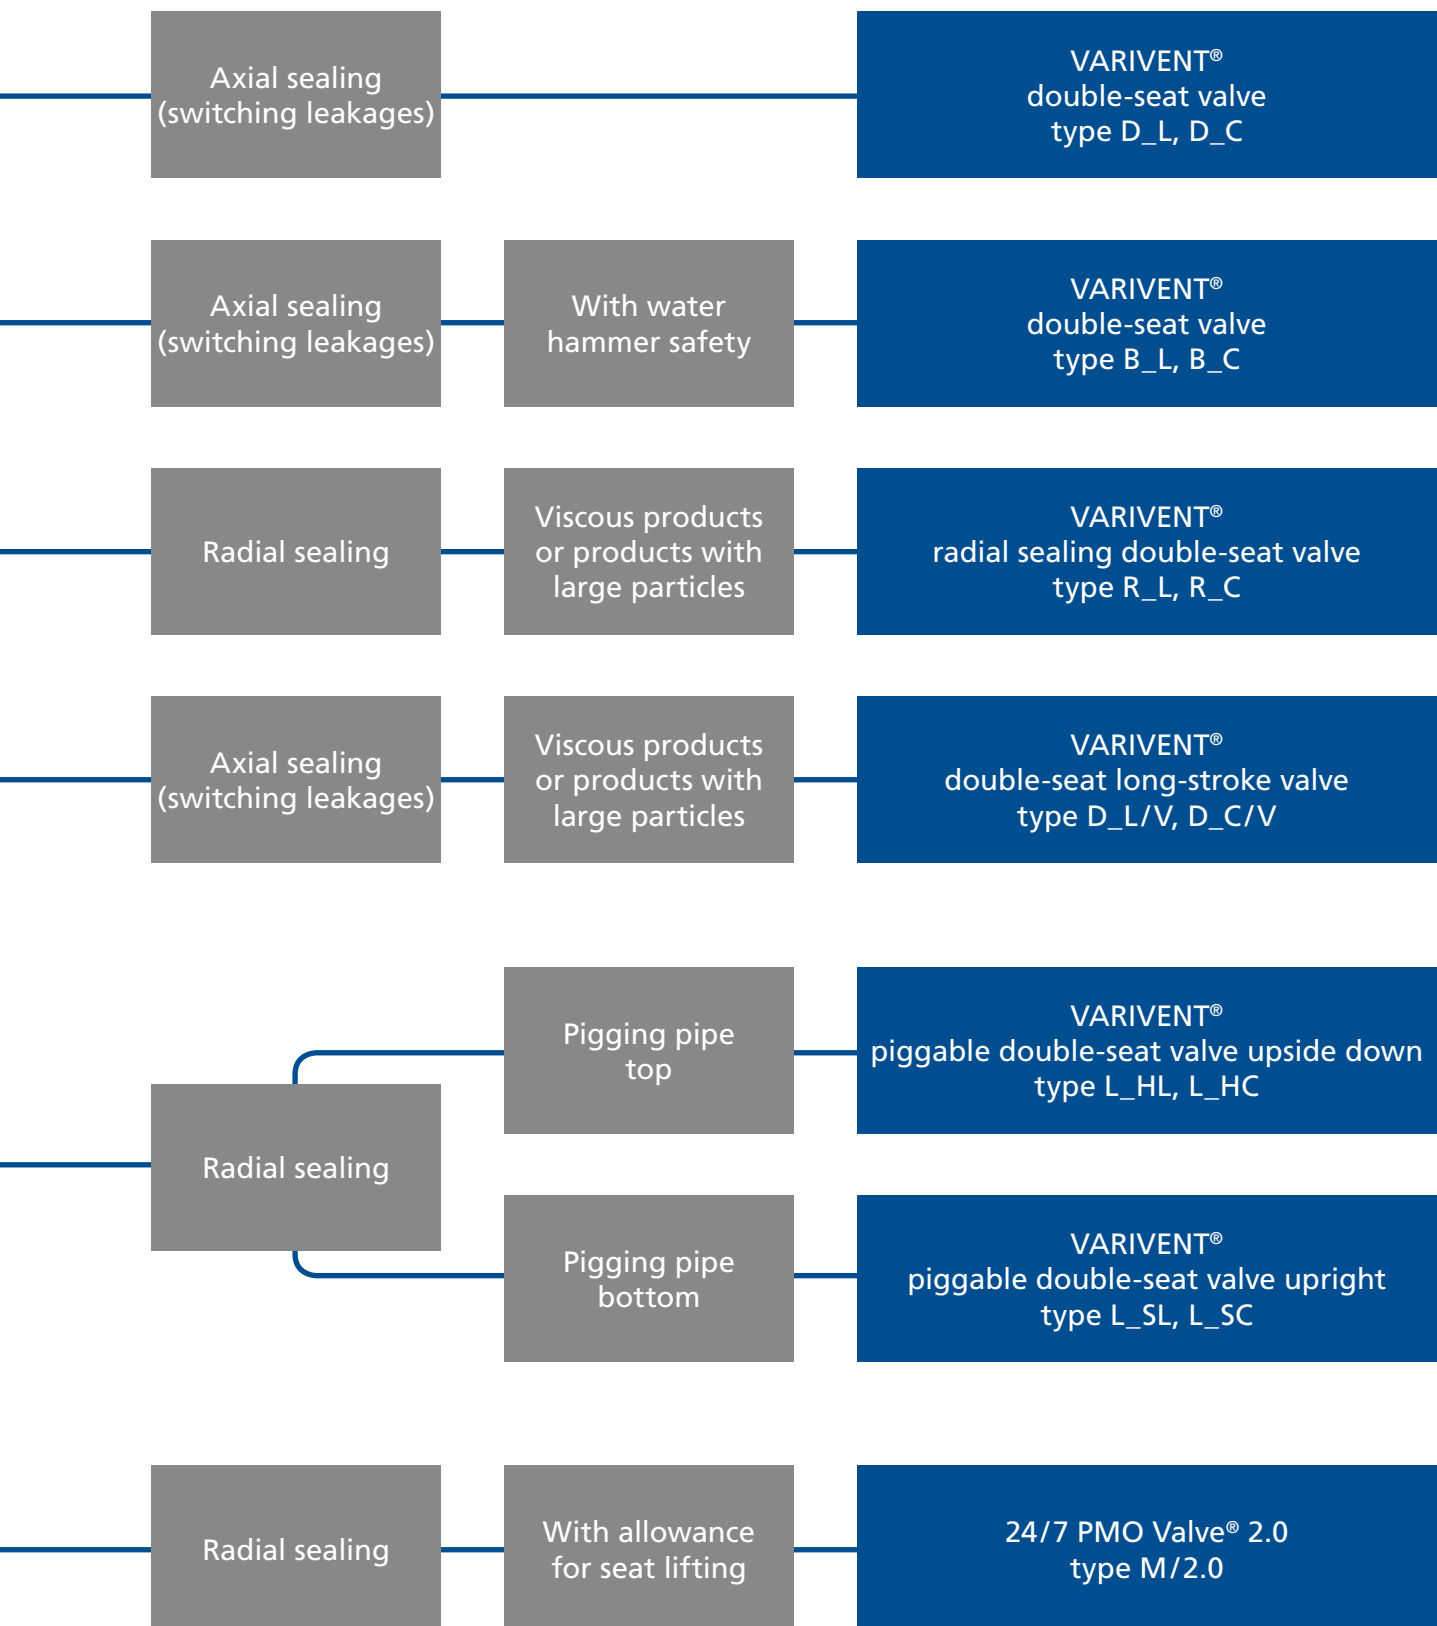 Axial sealing
(switching leakages)
VARIVENT®
double-seat valve
type D_L, D_C
Axial sealing
(switching leakages)
With water
hammer safety
VARIVENT®
double-seat valve
type B_L, B_C
Radial sealing
Viscous products
or products with
large particles
VARIVENT®
radial sealing double-seat valve
type R_L, R_C
Axial sealing
(switching leakages)
Viscous products
or products with
large particles
VARIVENT®
double-seat long-stroke valve
type D_L/V, D_C/V
Radial sealing
Pigging pipe
top
VARIVENT®
piggable double-seat valve upside down
type L_HL, L_HC
Pigging pipe
bottom
VARIVENT®
piggable double-seat valve upright
type L_SL, L_SC
Radial sealing
With allowance
for seat lifting
24/7 PMO Valve® 2.0
type M/2.0